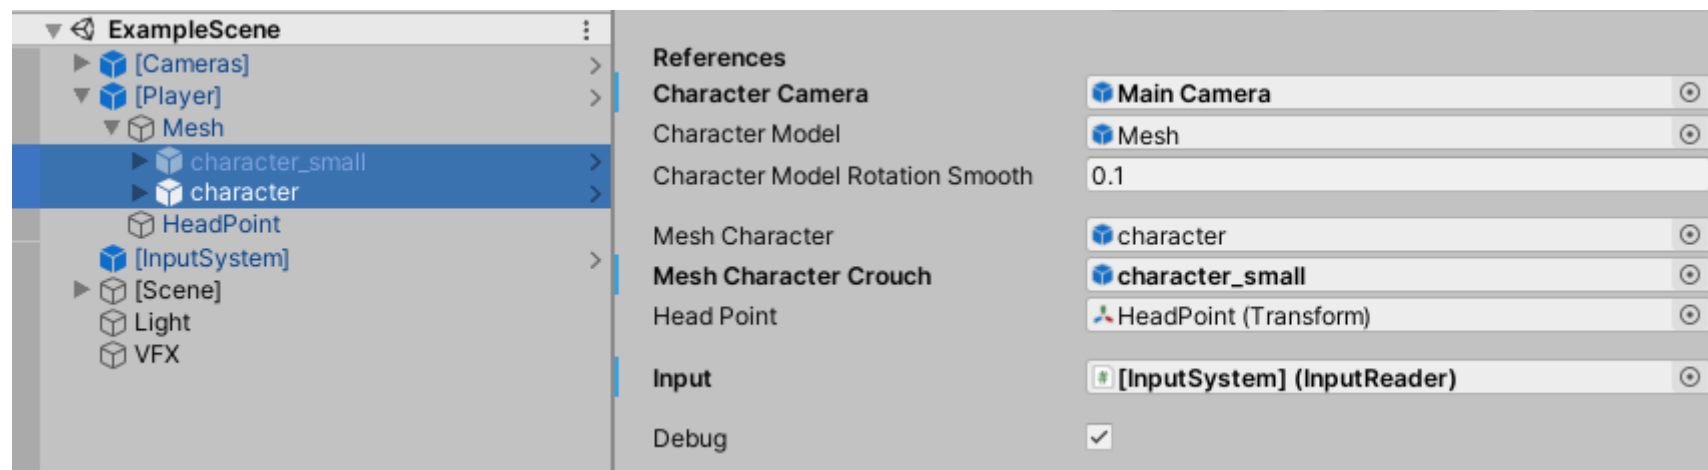 ExampleScene
[Cameras]
[Player]
Mesh
character_small
character
HeadPoint
[InputSystem]
[Scene]
Light
VFX
References
Character Camera Main Camera
Character Model Mesh
Character Model Rotation Smooth 0.1
Mesh Character character
Mesh Character Crouch character_small
Head Point HeadPoint (Transform)
Input # [InputSystem] (InputReader)
Debug